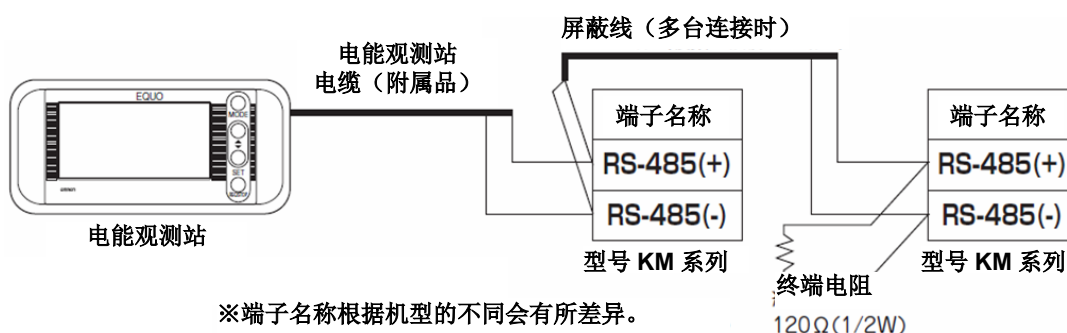 屏蔽线（多台连接时）
电能观测站
电缆（附属品）
EQUO
MODE
SET
omron
电能观测站
端子名称
RS-485(+)
RS-485(-)
型号 KM 系列
端子名称
RS-485(+)
RS-485(-)
型号 KM 系列
终端电阻
120Ω(1/2W)
※端子名称根据机型的不同会有所差异。